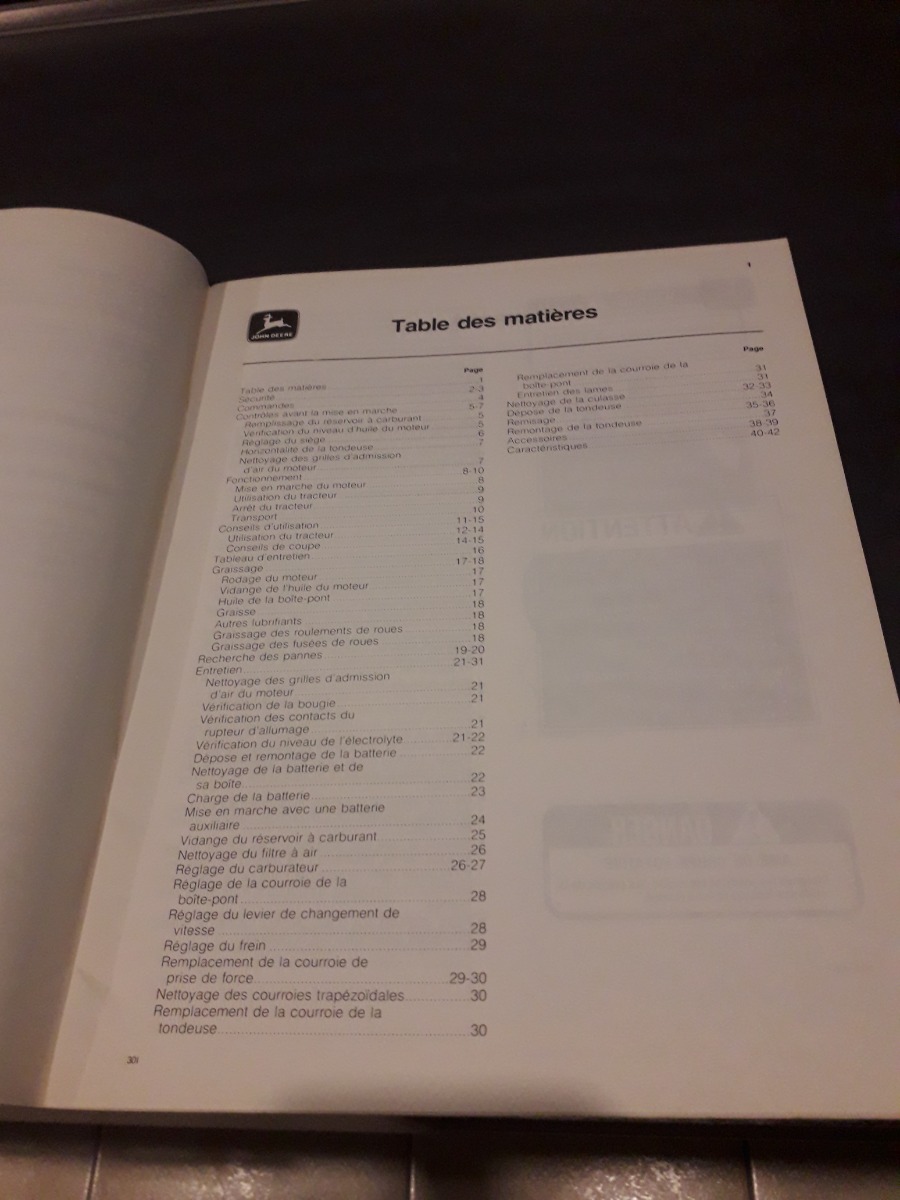 1
JOHN DEERE
Table des matières
Page
Table des matières 1
Sécurité 2-3
Commandes 4
Contrôles avant la mise en marche 5-7
Remplissage du réservoir à carburant 5
Vérification du niveau d'huile du moteur 5
Réglage du siège 6
Horizontalité de la tondeuse 7
Nettoyage des grilles d'admission
d'air du moteur 7
Fonctionnement 8-10
Mise en marche du moteur 8
Utilisation du tracteur 9
Arrêt du tracteur 9
Transport 10
Conseils d'utilisation 11-15
Utilisation du tracteur 12-14
Conseils de coupe 14-15
Tableau d'entretien 16
Graissage 17-18
Rodage du moteur 17
Vidange de l'huile du moteur 17
Huile de la boîte-pont 17
Graisse 18
Autres lubrifiants 18
Graissage des roulements de roues 18
Graissage des fusées de roues 18
Recherche des pannes 19-20
Entretien 21-31
Nettoyage des grilles d'admission
d'air du moteur 21
Vérification de la bougie 21
Vérification des contacts du
rupteur d'allumage 21
Vérification du niveau de l'électrolyte 21-22
Dépose et remontage de la batterie 22
Nettoyage de la batterie et de
sa boîte 22
Charge de la batterie 23
Mise en marche avec une batterie
auxiliaire 24
Vidange du réservoir à carburant 25
Nettoyage du filtre à air 26
Réglage du carburateur 26-27
Réglage de la courroie de la
boîte-pont 28
Réglage du levier de changement de
vitesse 28
Réglage du frein 29
Remplacement de la courroie de
prise de force 29-30
Nettoyage des courroies trapézoïdales 30
Remplacement de la courroie de la
tondeuse 30
Page
Remplacement de la courroie de la
boîte-pont 31
Entretien des lames 31
Nettoyage de la culasse 32-33
Dépose de la tondeuse 34
Remisage 35-36
Remontage de la tondeuse 37
Accessoires 38-39
Caractéristiques 40-42
301